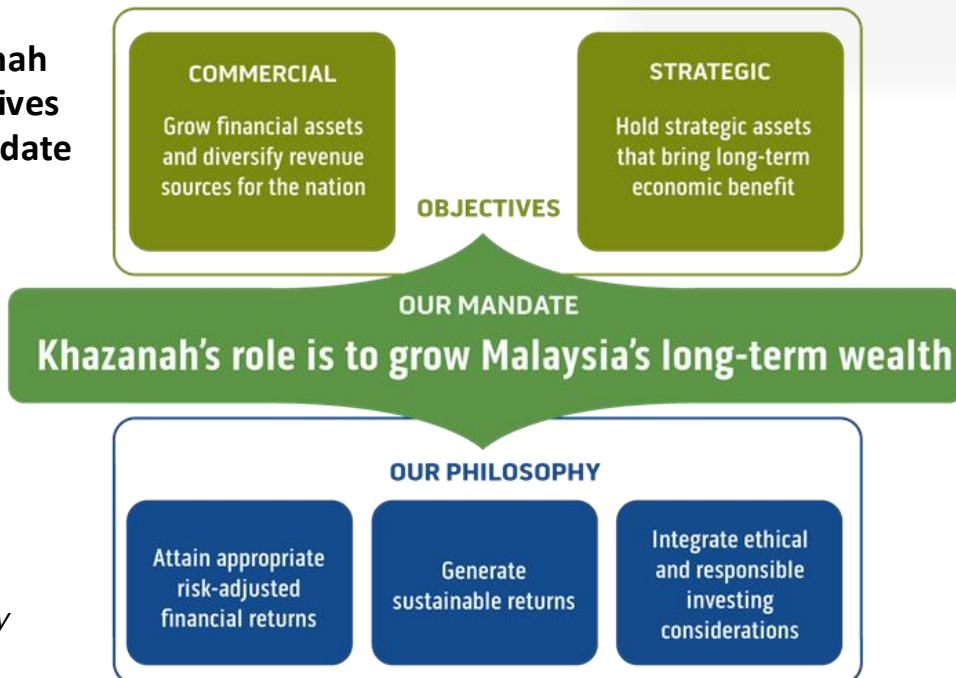 nah
ives
date
COMMERCIAL
Grow financial assets
and diversify revenue
sources for the nation
STRATEGIC
Hold strategic assets
that bring long-term
economic benefit
OBJECTIVES
OUR MANDATE
Khazanah's role is to grow Malaysia's long-term wealth
OUR PHILOSOPHY
Attain appropriate
risk-adjusted
financial returns
Generate
sustainable returns
Integrate ethical
and responsible
investing
considerations
y